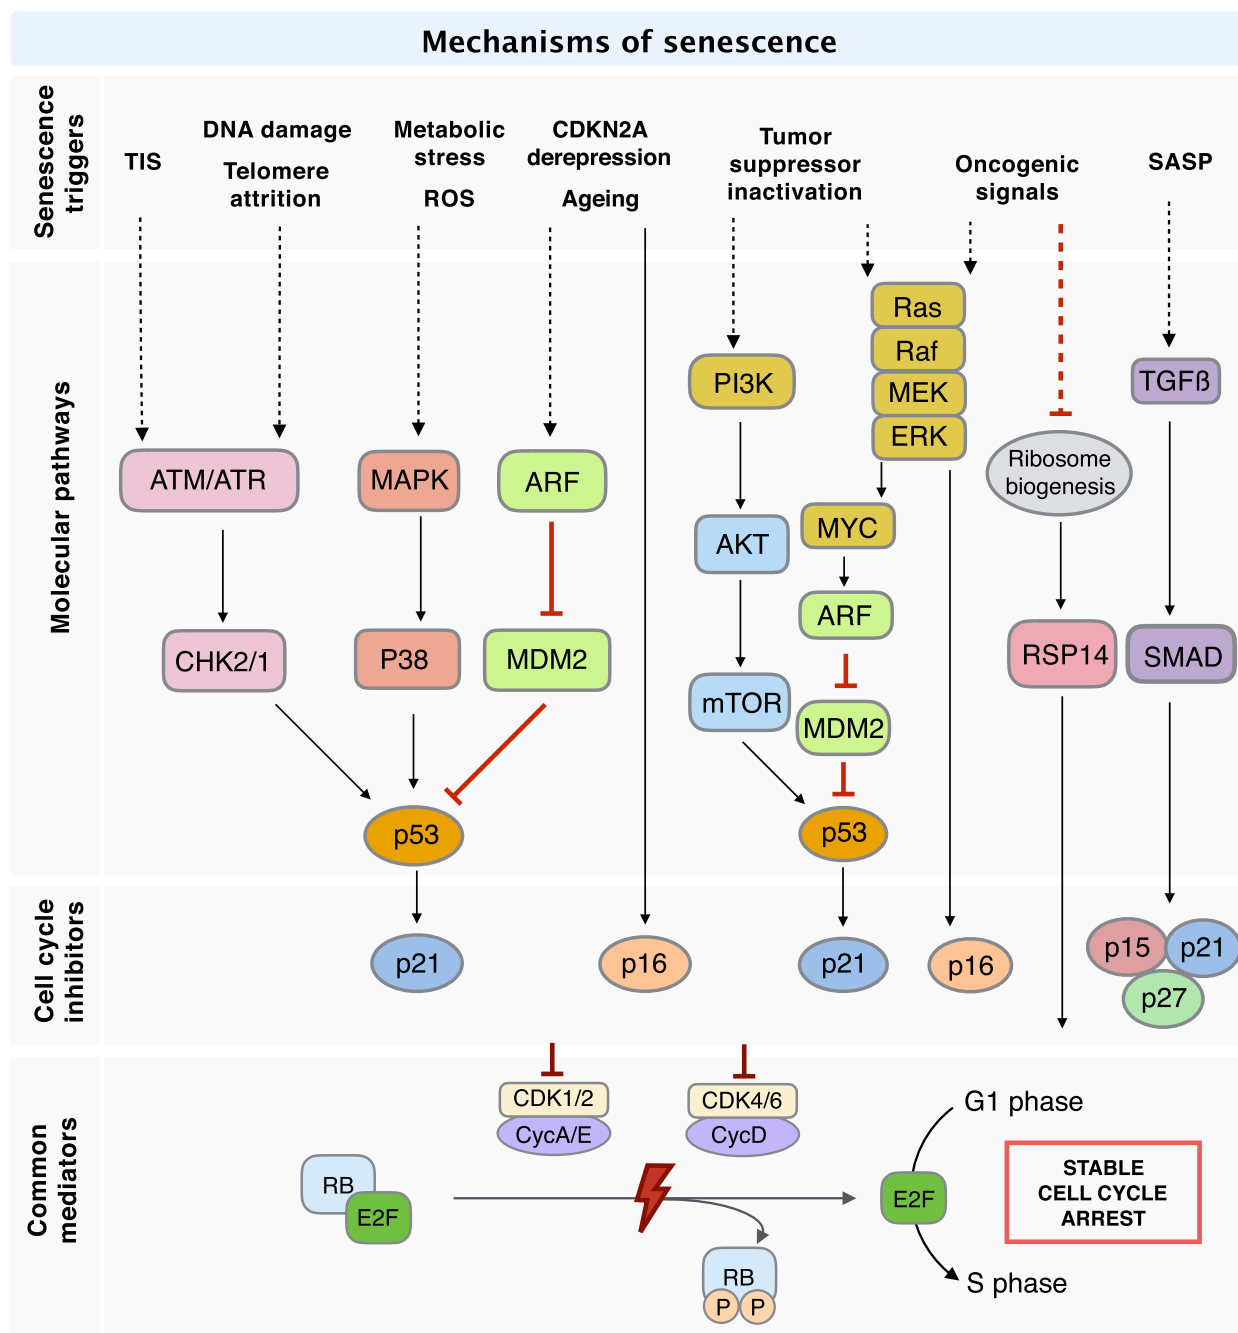 Mechanisms of senescence
Senescence
triggers
TIS
DNA damage
Telomere
attrition
Metabolic
stress
ROS
CDKN2A
derepression
Ageing
Tumor
suppressor
inactivation
Oncogenic
signals
SASP
Molecular pathways
ATM/ATR
CHK2/1
MAPK
P38
ARF
MDM2
p53
PI3K
AKT
mTOR
Ras
Raf
MEK
ERK
MYC
ARF
MDM2
p53
Ribosome
biogenesis
RSP14
TGFß
SMAD
Cell cycle
inhibitors
p21
p16
p21
p16
p15
p21
p27
Common
mediators
CDK1/2
CycA/E
CDK4/6
CycD
RB
E2F
RB
P
P
E2F
G1 phase
S phase
STABLE
CELL CYCLE
ARREST